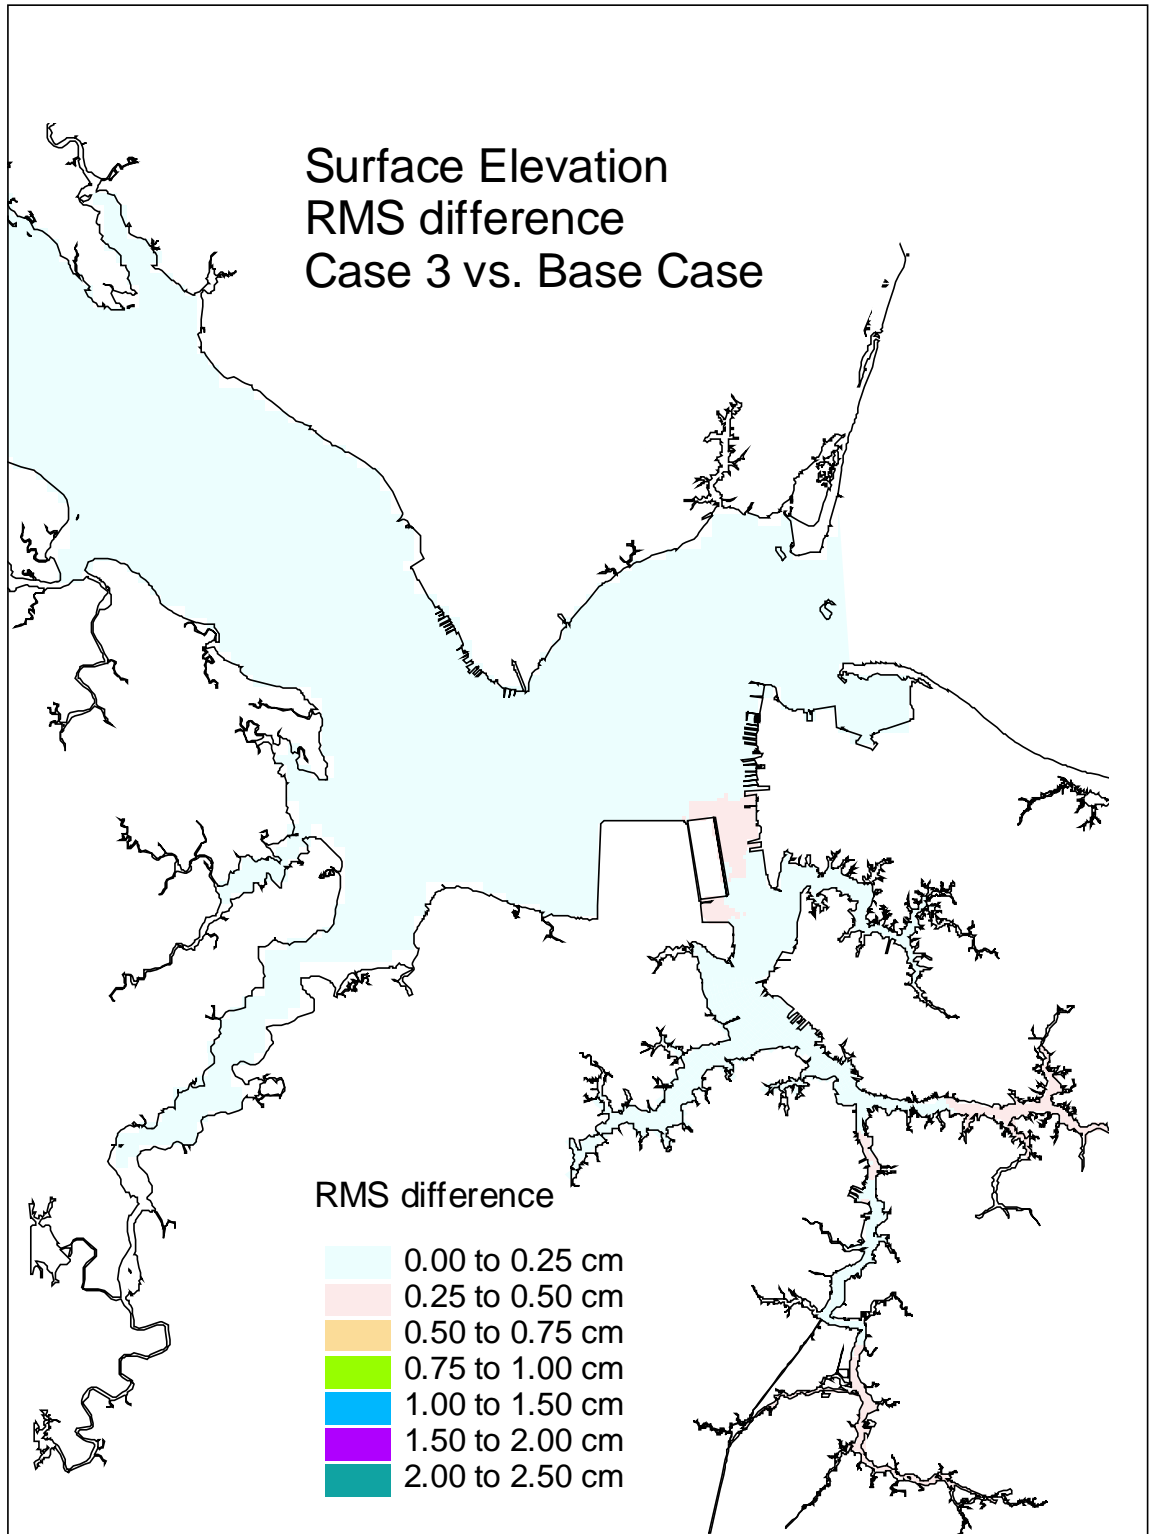 Surface Elevation
RMS difference
Case 3 vs. Base Case
RMS difference
0.00 to 0.25 cm
0.25 to 0.50 cm
0.50 to 0.75 cm
0.75 to 1.00 cm
1.00 to 1.50 cm
1.50 to 2.00 cm
2.00 to 2.50 cm